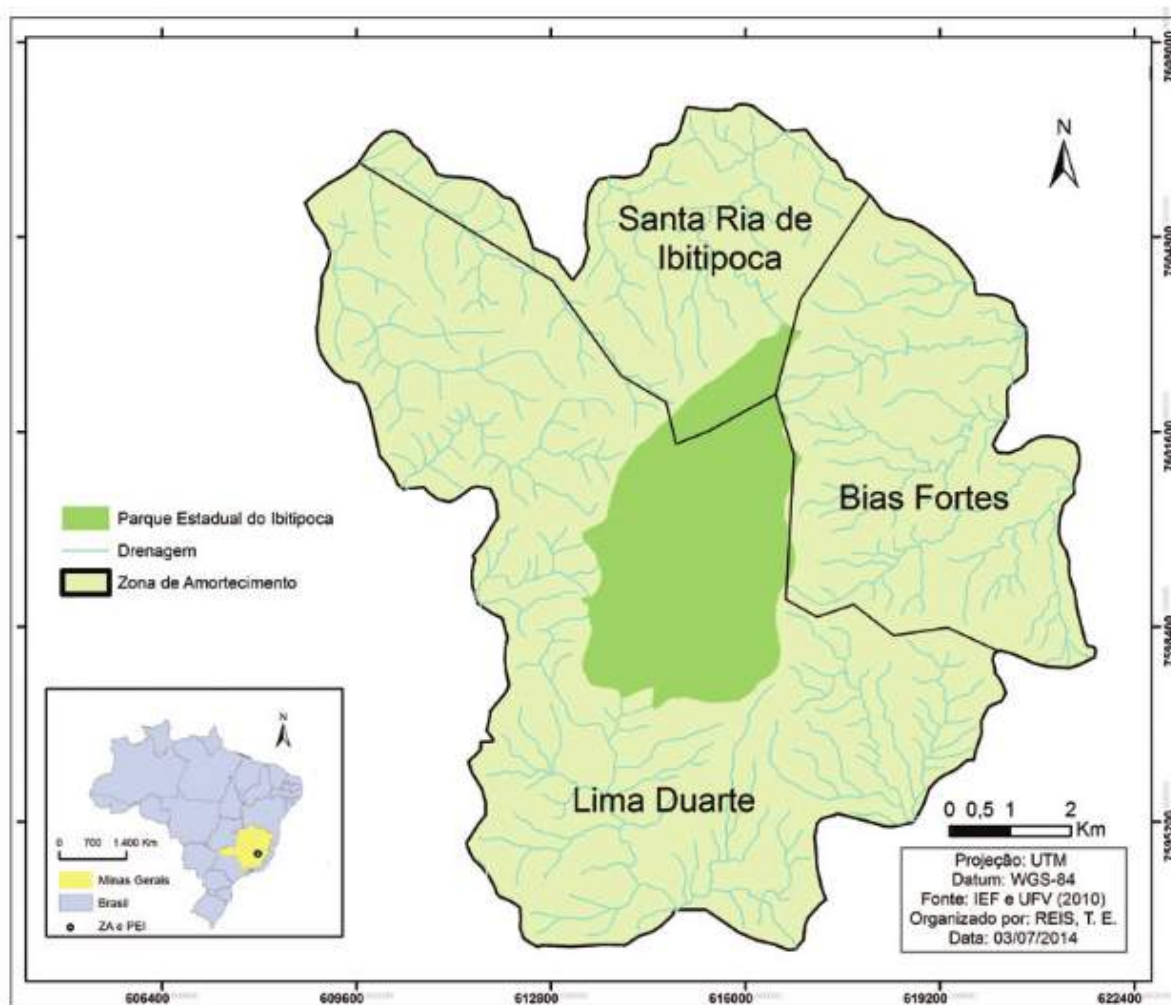 N
Santa Ria de
Ibitipoca
Bias Fortes
Lima Duarte
Parque Estadual do Ibitipoca
Drenagem
Zona de Amortecimento
N
0 700 1.400 Km
Minas Gerais
Brasil
ZA e PEI
0 0,5 1 2
Km
Projeção: UTM
Datum: WGS-84
Fonte: IEF e UFV (2010)
Organizado por: REIS, T. E.
Data: 03/07/2014
606400
609600
612800
616000
619200
622400